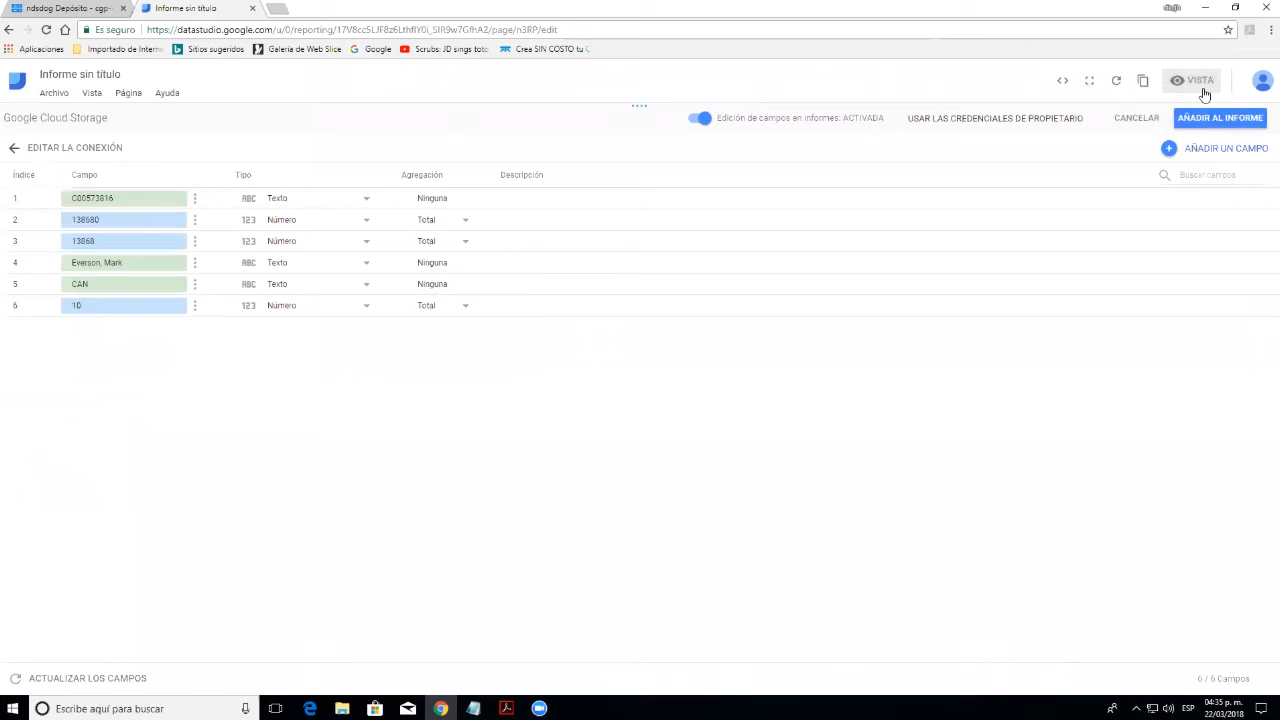 ndsdog Depósito - cgp-
Informe sin título
Es seguro
https://datastudio.google.com/u/0/reporting/17V8cc5LJF8z6LthfIY0i_SIR9w7GfhA2/page/n3RP/edit
Aplicaciones
Importado de Intern
Sitios sugeridos
Galería de Web Slice
Google
Scrubs: JD sings toto
Crea SIN COSTO tu C
Informe sin título
VISTA
Archivo
Vista
Página
Ayuda
Google Cloud Storage
Edición de campos en informes: ACTIVADA
USAR LAS CREDENCIALES DE PROPIETARIO
CANCELAR
AÑADIR AL INFORME
EDITAR LA CONEXIÓN
AÑADIR UN CAMPO
Índice Campo Tipo Agregación Descripción
Buscar campos
1 C00573816 ABC Texto Ninguna
2 138680 123 Número Total
3 13868 123 Número Total
4 Everson, Mark ABC Texto Ninguna
5 CAN ABC Texto Ninguna
6 10 123 Número Total
ACTUALIZAR LOS CAMPOS
6 / 6 Campos
Escribe aquí para buscar
ESP
04:35 p. m.
22/03/2018